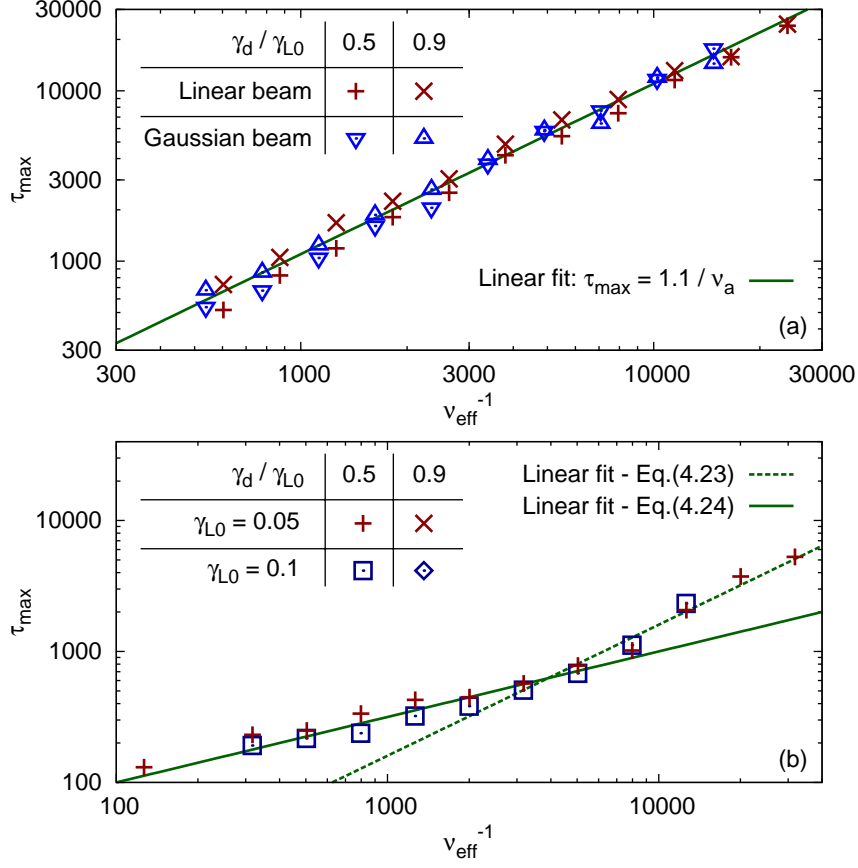 30000
10000
3000
1000
300
τmax
γd / γL0 0.5 0.9
Linear beam
Gaussian beam
Linear fit: τmax = 1.1 / νa
(a)
300 1000 3000 10000 30000
νeff-1
10000
1000
100
τmax
γd / γL0 0.5 0.9
γL0 = 0.05
γL0 = 0.1
Linear fit - Eq.(4.23)
Linear fit - Eq.(4.24)
(b)
100 1000 10000
νeff-1